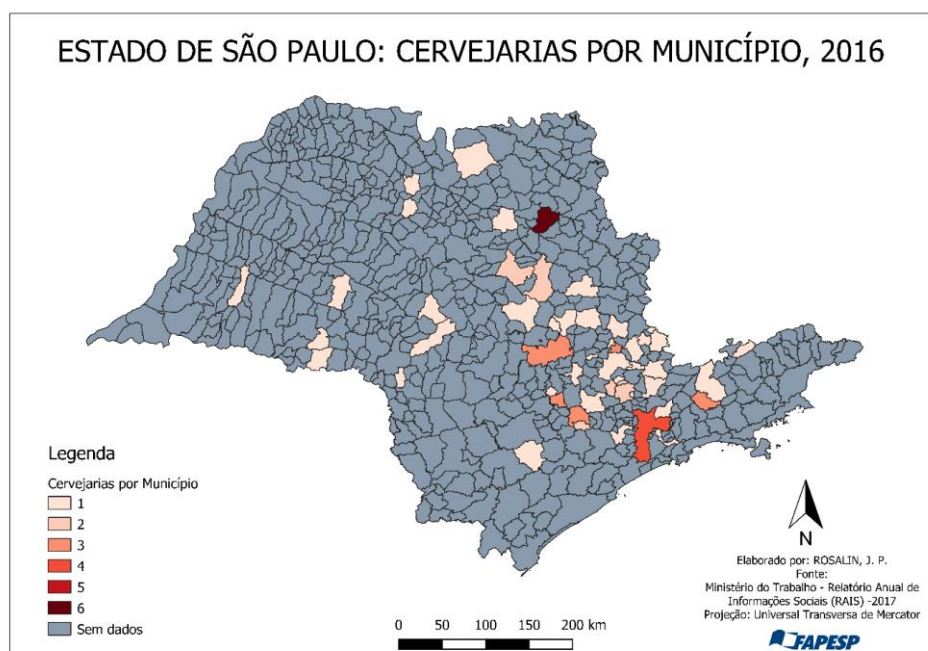 ESTADO DE SÃO PAULO: CERVEJARIAS POR MUNICÍPIO, 2016
Legenda
Cervejarias por Município
1
2
3
4
5
6
Sem dados
0 50 100 150 200 km
N
Elaborado por: ROSALIN, J. P.
Fonte:
Ministério do Trabalho - Relatório Anual de
Informações Sociais (RAIS) -2017
Projeção: Universal Transversa de Mercator
FAPESP